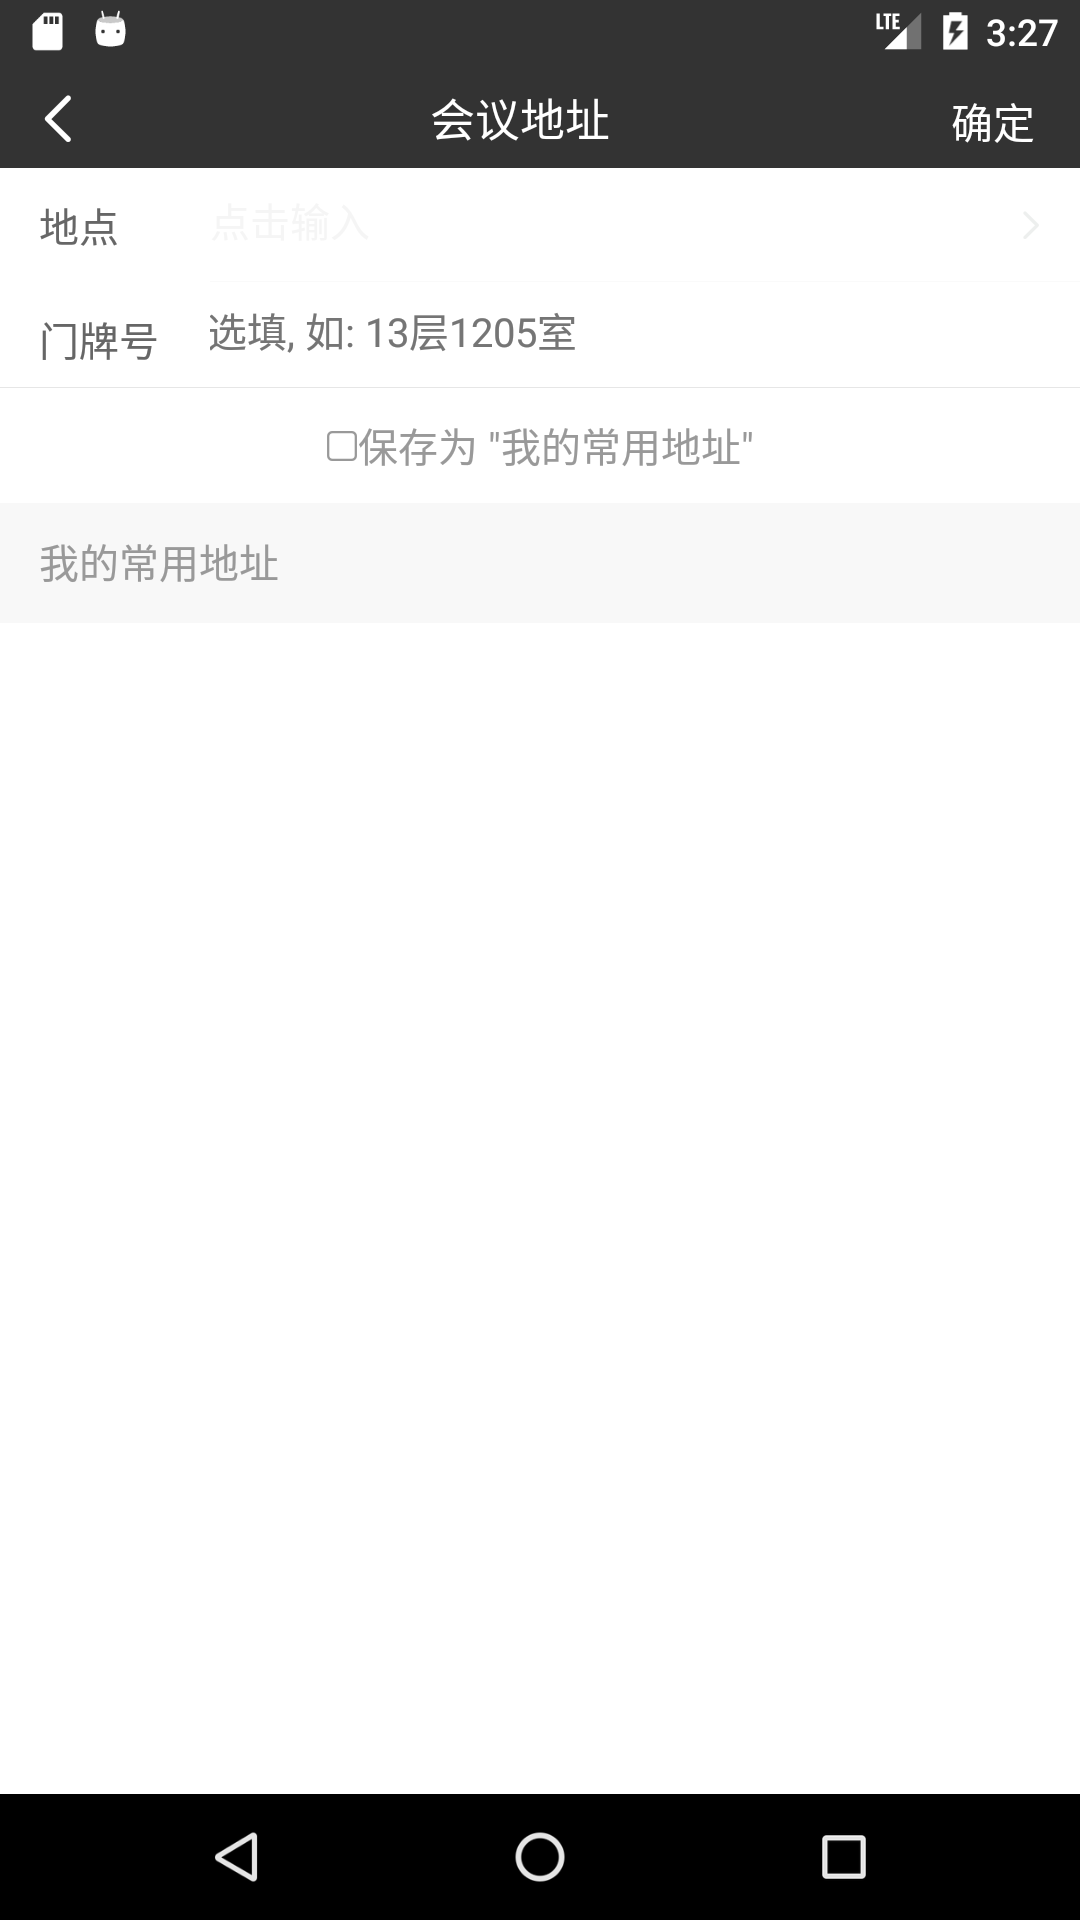 LTE 3:27
会议地址 确定
地点 点击输入
门牌号 选填, 如: 13层1205室
保存为 "我的常用地址"
我的常用地址